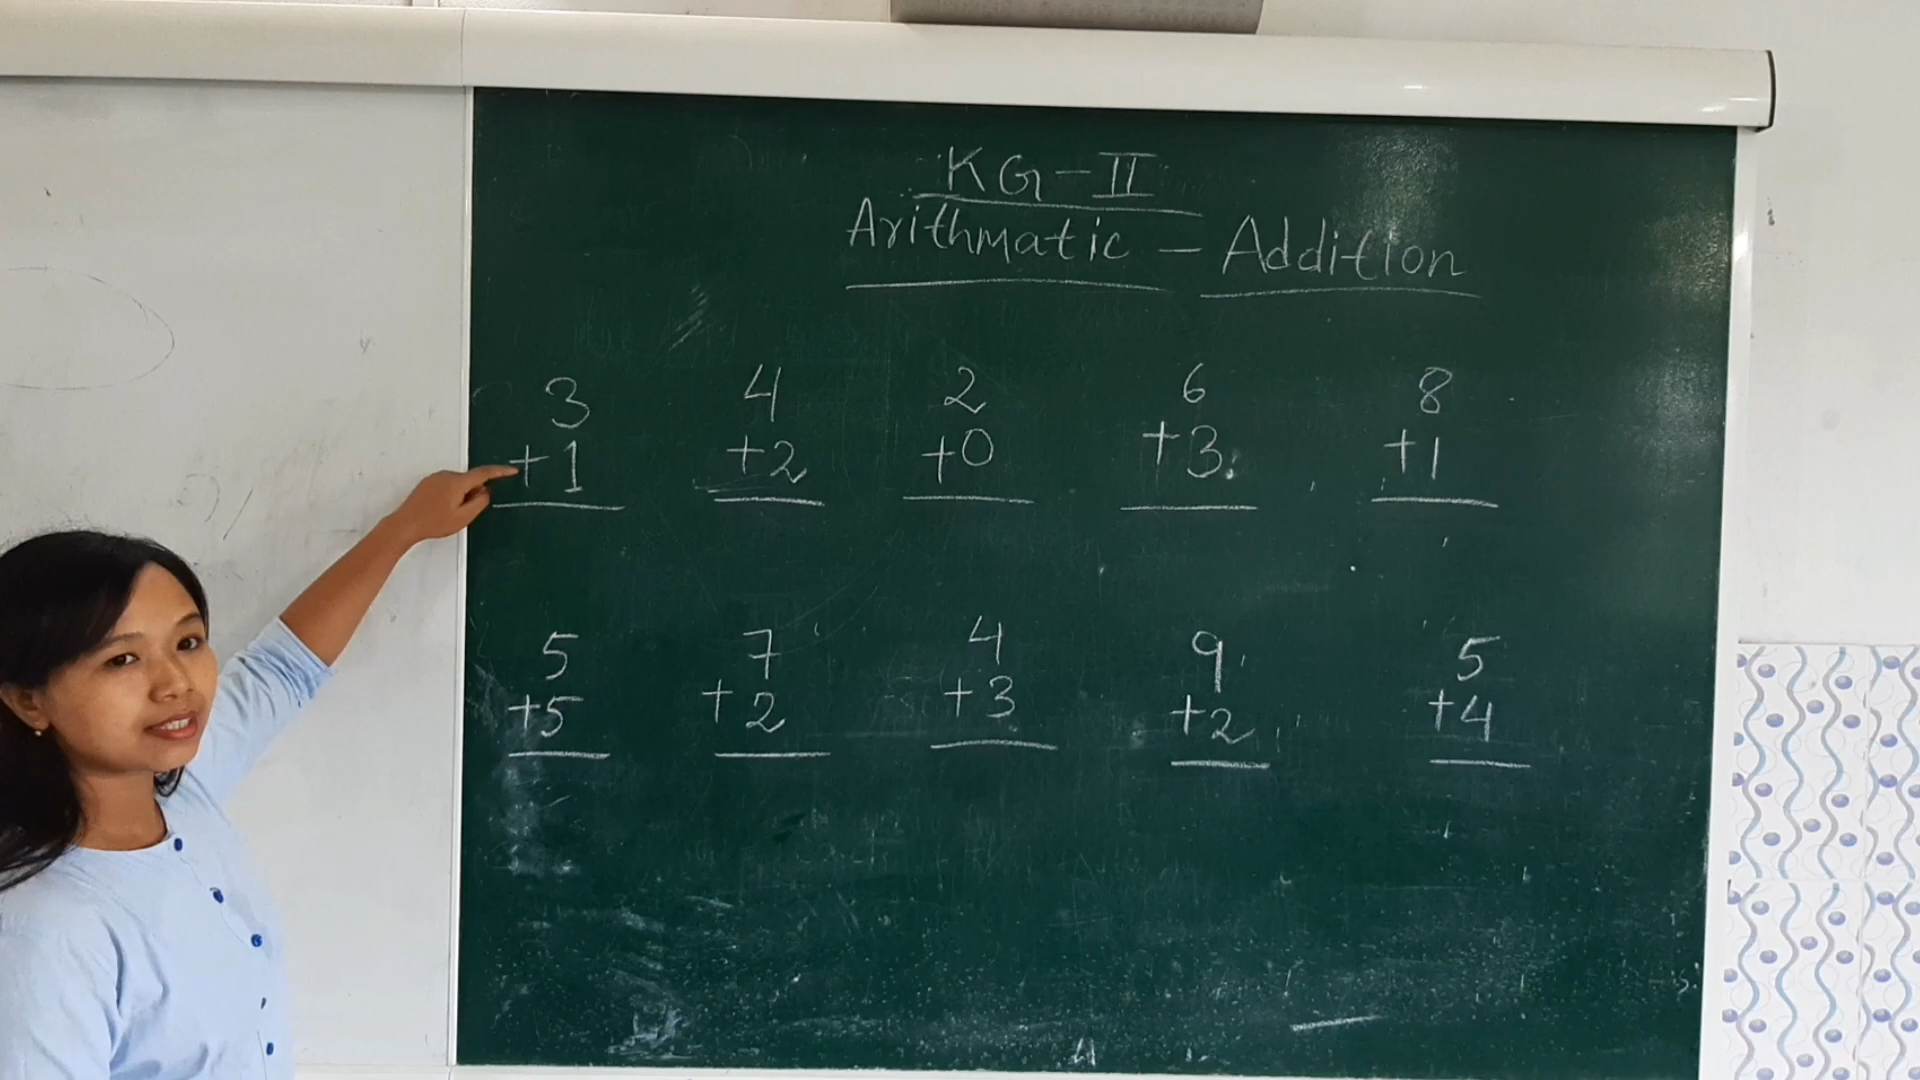 KG-II
Arithmatic - Addition
3 4 2 6 8
+1 +2 +0 +3 +1
5 7 4 9 5
+5 +2 +3 +2 +4